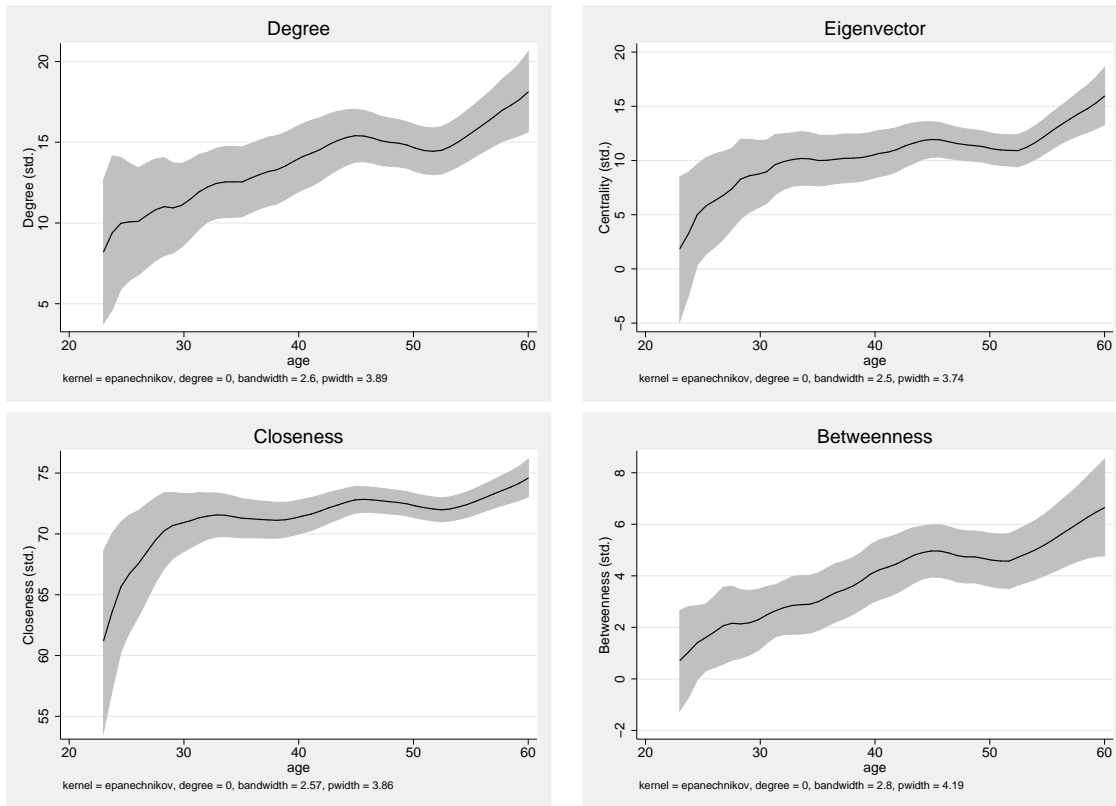 Degree
Degree (std.)
20
15
10
5
20 30 40 50 60
age
kernel = epanechnikov, degree = 0, bandwidth = 2.6, pwidth = 3.89
Eigenvector
Centrality (std.)
20
15
10
5
0
−5
20 30 40 50 60
age
kernel = epanechnikov, degree = 0, bandwidth = 2.5, pwidth = 3.74
Closeness
Closeness (std.)
75
70
65
60
55
20 30 40 50 60
age
kernel = epanechnikov, degree = 0, bandwidth = 2.57, pwidth = 3.86
Betweenness
Betweenness (std.)
8
6
4
2
0
−2
20 30 40 50 60
age
kernel = epanechnikov, degree = 0, bandwidth = 2.8, pwidth = 4.19